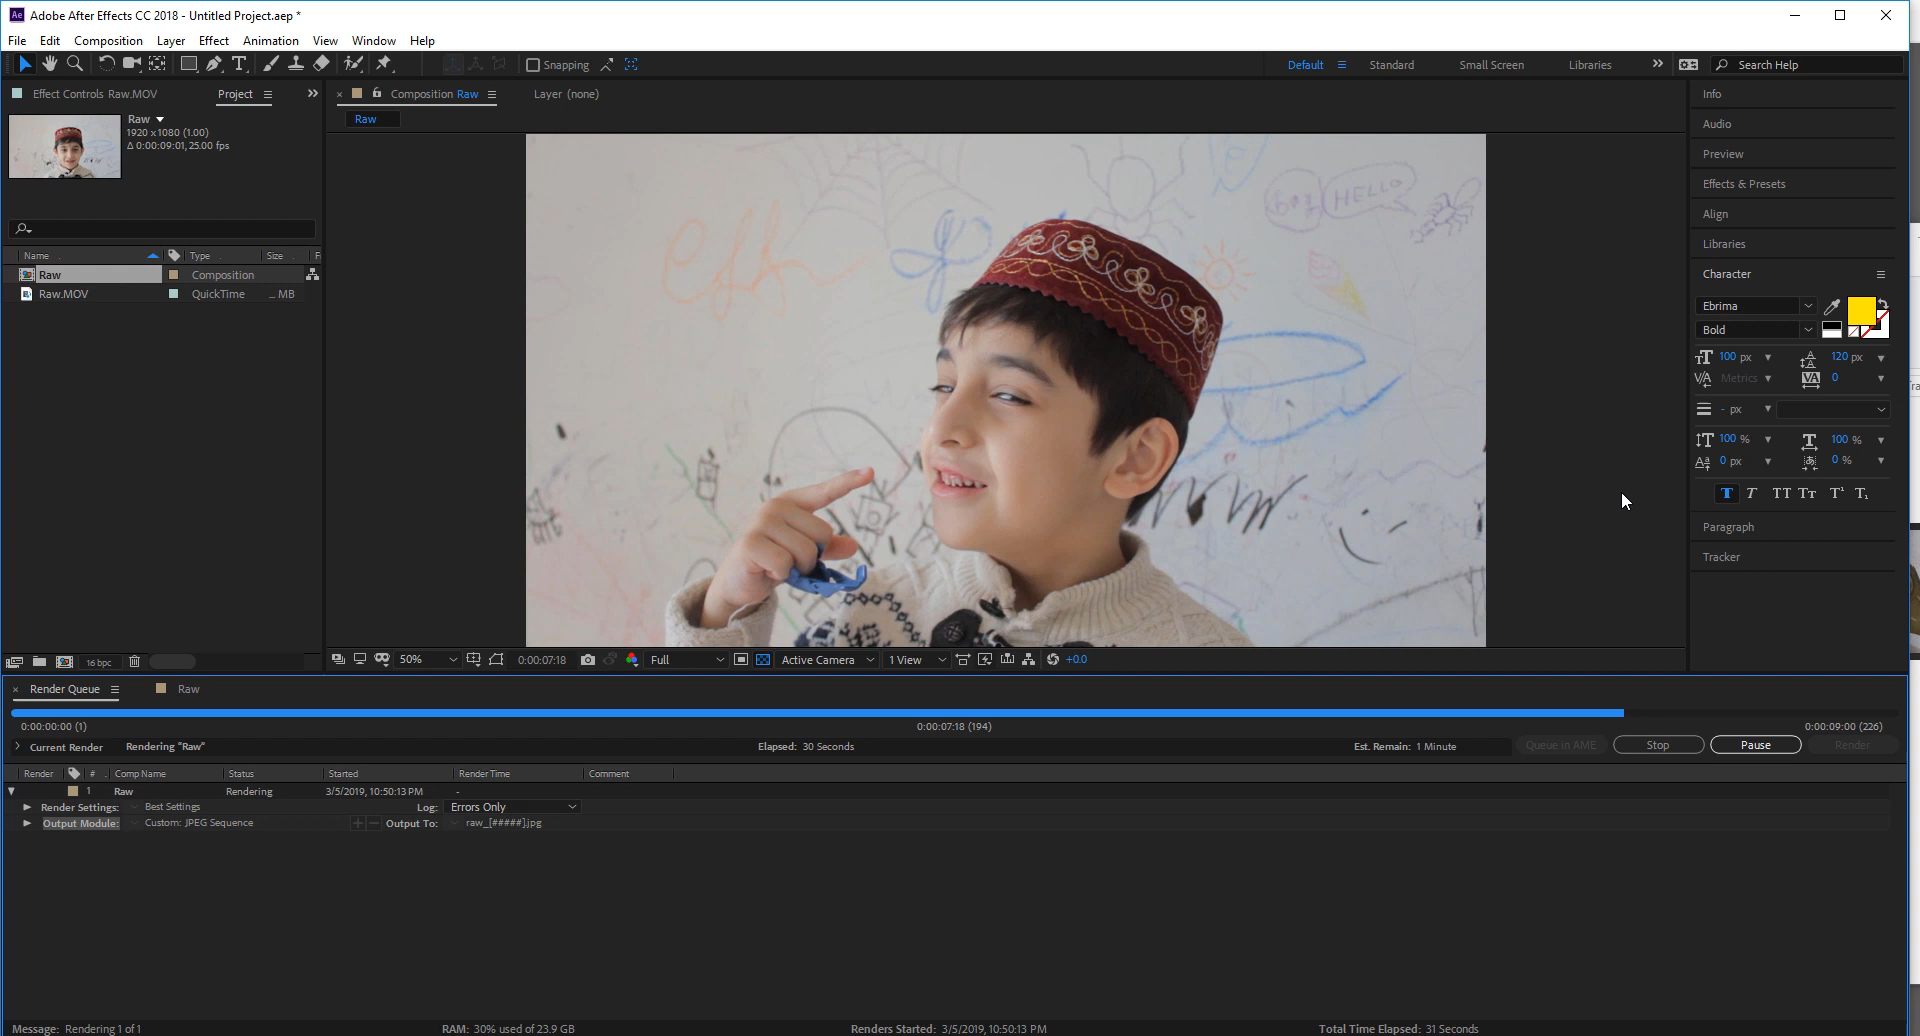 Ae Adobe After Effects CC 2018 - Untitled Project.aep *
File Edit Composition Layer Effect Animation View Window Help
Snapping
Default Standard Small Screen Libraries Search Help
Effect Controls Raw.MOV Project
Composition Raw Layer (none)
Raw
Raw
1920 x 1080 (1.00)
Δ 0:00:09:01, 25.00 fps
Name Type Size F
Raw Composition
Raw.MOV QuickTime ... MB
HELLO
16 bpc
50% 0:00:07:18 Full Active Camera 1 View +0.0
Info
Audio
Preview
Effects & Presets
Align
Libraries
Character
Ebrima
Bold
100 px 120 px
Metrics 0
- px
100 % 100 %
0 px 0 %
T T TT Tт T¹ T₁
Paragraph
Tracker
Render Queue Raw
0:00:00:00 (1) 0:00:07:18 (194) 0:00:09:00 (226)
Current Render Rendering "Raw" Elapsed: 30 Seconds Est. Remain: 1 Minute Queue in AME Stop Pause Render
Render # Comp Name Status Started Render Time Comment
1 Raw Rendering 3/5/2019, 10:50:13 PM -
Render Settings: Best Settings Log: Errors Only
Output Module: Custom: JPEG Sequence Output To: raw_[#####].jpg
Message: Rendering 1 of 1 RAM: 30% used of 23.9 GB Renders Started: 3/5/2019, 10:50:13 PM Total Time Elapsed: 31 Seconds